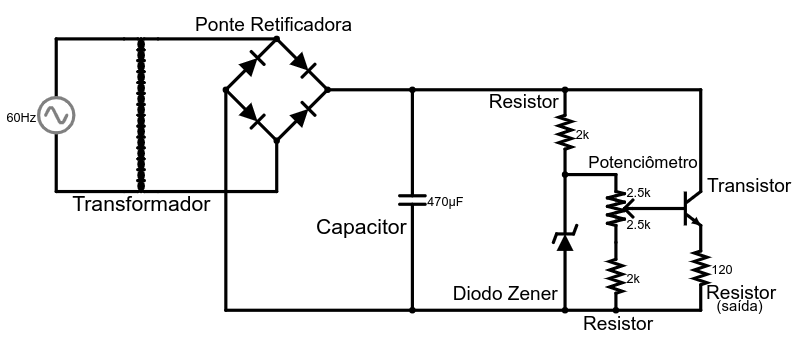 Ponte Retificadora
60Hz
Transformador
Capacitor
470μF
Resistor
2k
Potenciômetro
2.5k
2.5k
Transistor
Diodo Zener
2k
Resistor
120
Resistor
(saída)